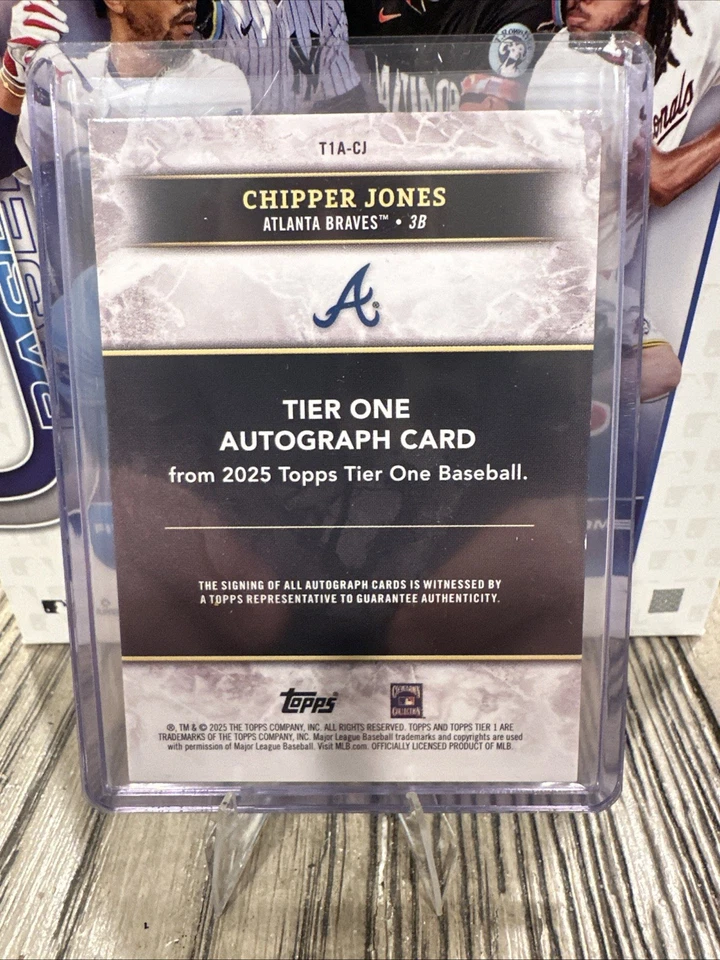 T1A-CJ
CHIPPER JONES
ATLANTA BRAVES™ • 3B
A
TIER ONE
AUTOGRAPH CARD
from 2025 Topps Tier One Baseball.
THE SIGNING OF ALL AUTOGRAPH CARDS IS WITNESSED BY
A TOPPS REPRESENTATIVE TO GUARANTEE AUTHENTICITY.
topps®
COOPERSTOWN
COLLECTION
®, TM & © 2025 THE TOPPS COMPANY, INC. ALL RIGHTS RESERVED. TOPPS AND TOPPS TIER 1 ARE
TRADEMARKS OF THE TOPPS COMPANY, INC. Major League Baseball trademarks and copyrights are used
with permission of Major League Baseball. Visit MLB.com. OFFICIALLY LICENSED PRODUCT OF MLB.